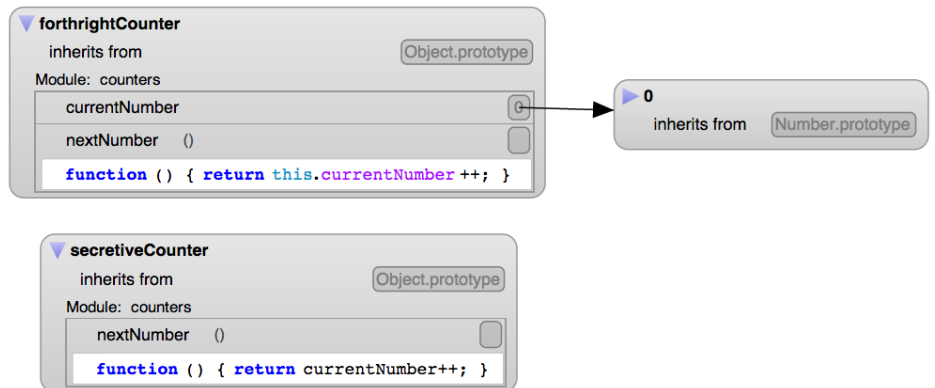 forthrightCounter
inherits from Object.prototype
Module: counters
currentNumber 0
nextNumber ()
function () { return this.currentNumber ++; }
0
inherits from Number.prototype
secretiveCounter
inherits from Object.prototype
Module: counters
nextNumber ()
function () { return currentNumber++; }